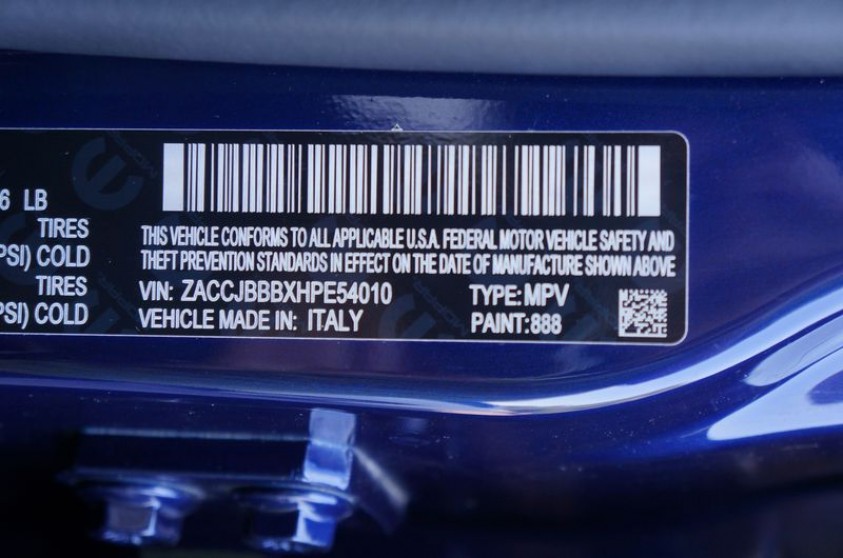 6 LB
TIRES
PSI) COLD
TIRES
PSI) COLD
THIS VEHICLE CONFORMS TO ALL APPLICABLE U.S.A. FEDERAL MOTOR VEHICLE SAFETY AND
THEFT PREVENTION STANDARDS IN EFFECT ON THE DATE OF MANUFACTURE SHOWN ABOVE
VIN: ZACCJBBBXHPE54010 TYPE: MPV
VEHICLE MADE IN: ITALY PAINT: 888